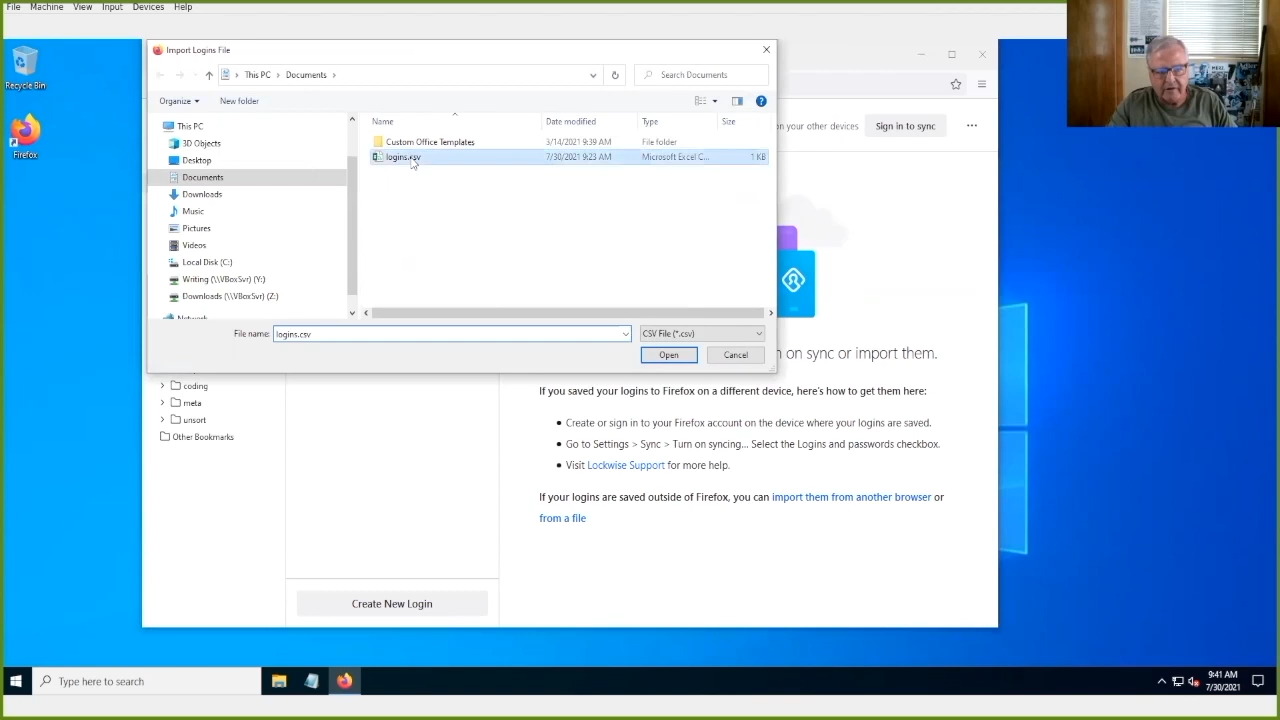 File Machine View Input Devices Help
Recycle Bin
Firefox
Import Logins File
This PC Documents
Search Documents
Organize New folder
This PC
3D Objects
Desktop
Documents
Downloads
Music
Pictures
Videos
Local Disk (C:)
Writing (\\VBoxSvr) (Y:)
Downloads (\\VBoxSvr) (Z:)
Network
Name Date modified Type Size
Custom Office Templates 3/14/2021 9:39 AM File folder
logins.csv 7/30/2021 9:23 AM Microsoft Excel C... 1 KB
File name: logins.csv CSV File (*.csv)
Open Cancel
on your other devices Sign in to sync
n on sync or import them.
If you saved your logins to Firefox on a different device, here's how to get them here:
• Create or sign in to your Firefox account on the device where your logins are saved.
• Go to Settings > Sync > Turn on syncing... Select the Logins and passwords checkbox.
• Visit Lockwise Support for more help.
If your logins are saved outside of Firefox, you can import them from another browser or
from a file
coding
meta
unsort
Other Bookmarks
Create New Login
Type here to search
9:41 AM
7/30/2021